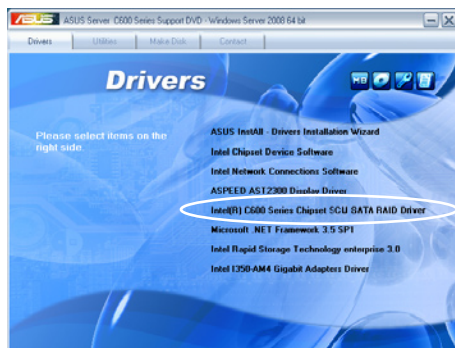 ASUS ASUS Server C600 Series Support DVD - Windows Server 2008 64 bit
Drivers Utilities Make Disk Contact
Drivers
MB
Please select items on the
right side.
ASUS InstAll - Drivers Installation Wizard
Intel Chipset Device Software
Intel Network Connections Software
ASPEED AST2300 Display Driver
Intel(R) C600 Series Chipset SCU SATA RAID Driver
Microsoft .NET Framework 3.5 SP1
Intel Rapid Storage Technology enterprise 3.0
Intel I350-AM4 Gigabit Adapters Driver